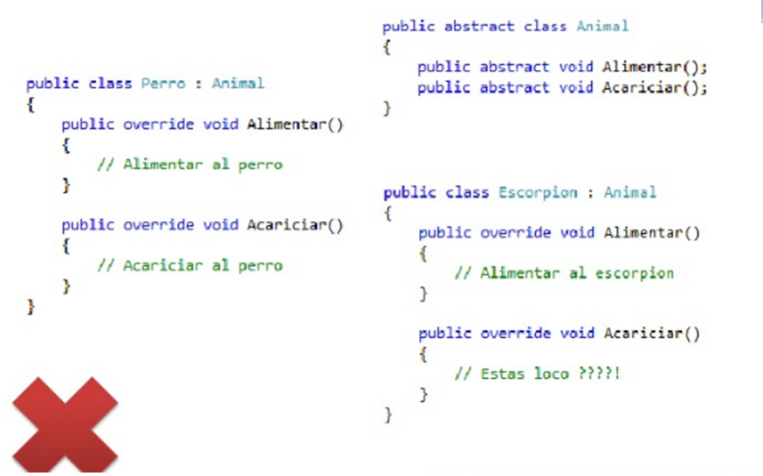 public class Perro : Animal
{
    public override void Alimentar()
    {
        // Alimentar al perro
    }

    public override void Acariciar()
    {
        // Acariciar al perro
    }
}
public abstract class Animal
{
    public abstract void Alimentar();
    public abstract void Acariciar();
}
public class Escorpion : Animal
{
    public override void Alimentar()
    {
        // Alimentar al escorpion
    }

    public override void Acariciar()
    {
        // Estas loco ????!
    }
}